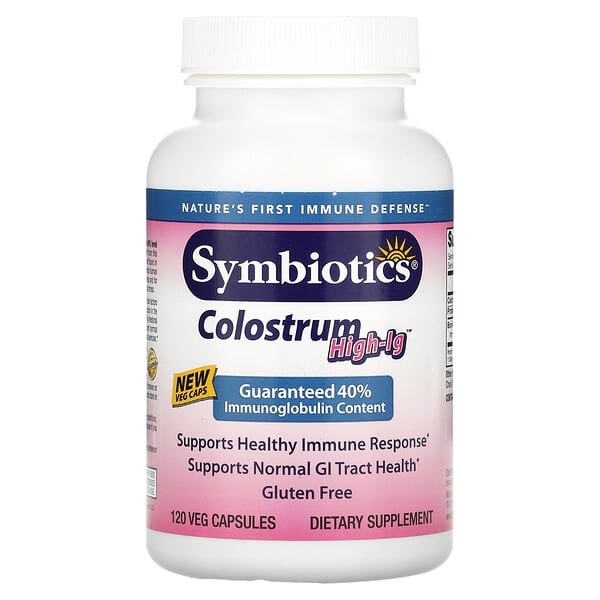 NATURE'S FIRST IMMUNE DEFENSE™
Symbiotics®
Colostrum
High-Ig™
NEW
VEG CAPS
Guaranteed 40%
Immunoglobulin Content
Supports Healthy Immune Response*
Supports Normal GI Tract Health*
Gluten Free
120 VEG CAPSULES DIETARY SUPPLEMENT